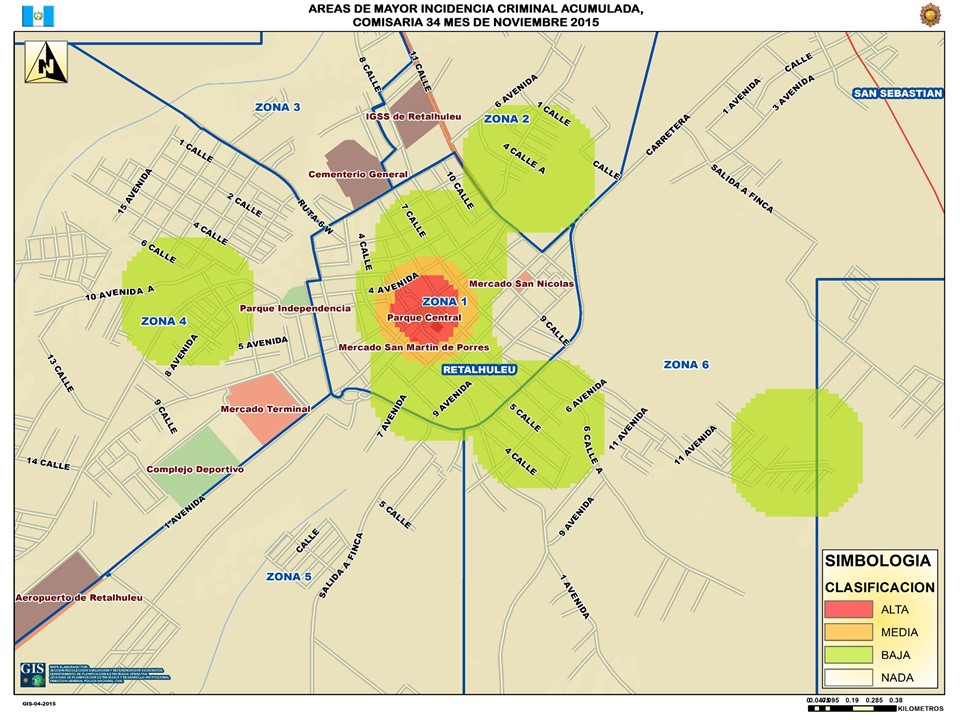 AREAS DE MAYOR INCIDENCIA CRIMINAL ACUMULADA,
COMISARIA 34 MES DE NOVIEMBRE 2015
N
8 CALLE
11 CALLE
6 AVENIDA
1 CALLE
CALLE
1 AVENIDA
3 AVENIDA
SAN SEBASTIAN
ZONA 3
IGSS de Retalhuleu
ZONA 2
CARRETERA
1 CALLE
4 CALLE A
CALLE
Cementerio General
SALIDA A FINCA
15 AVENIDA
10 CALLE
2 CALLE
RUTA 6 W
7 CALLE
4 CALLE
6 CALLE
4 CALLE
4 AVENIDA
Mercado San Nicolas
10 AVENIDA A
ZONA 1
Parque Independencia
Parque Central
ZONA 4
9 CALLE
5 AVENIDA
8 AVENIDA
Mercado San Martin de Porres
RETALHULEU
ZONA 6
13 CALLE
Mercado Terminal
9 CALLE
7 AVENIDA
9 AVENIDA
5 CALLE
6 AVENIDA
11 AVENIDA
11 AVENIDA
6 CALLE A
4 CALLE
14 CALLE
Complejo Deportivo
1 AVENIDA
5 CALLE
9 AVENIDA
CALLE
SALIDA A FINCA
ZONA 5
1 AVENIDA
Aeropuerto de Retalhuleu
SIMBOLOGIA
CLASIFICACION
ALTA
MEDIA
BAJA
NADA
GIS
GIS-04-2015
0.19 0.285 0.38
KILOMETROS